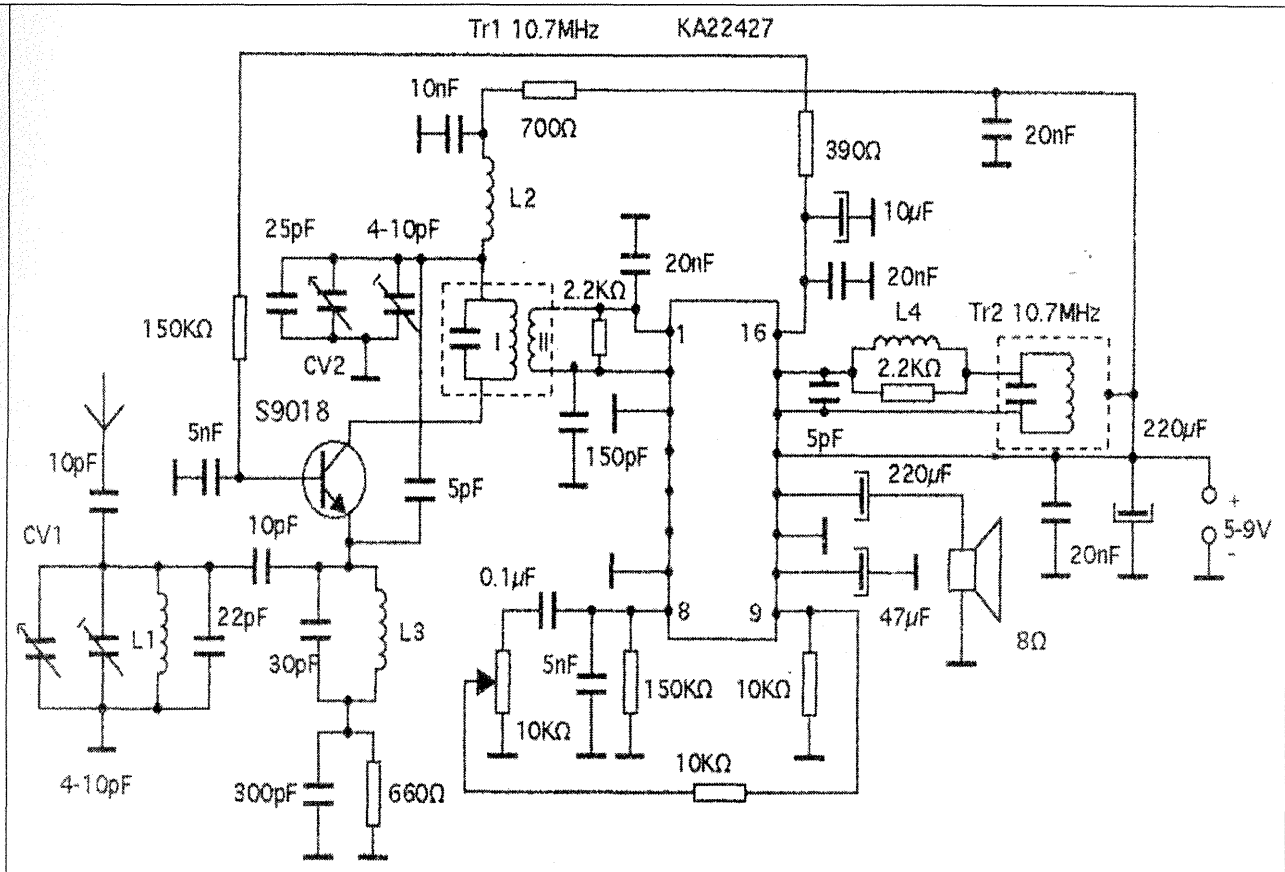 Tr1 10.7MHz KA22427
10nF
700Ω
20nF
390Ω
L2
25pF
4-10pF
10µF
20nF
20nF
2.2KΩ
L4
Tr2 10.7MHz
150KΩ
I
II
1
16
CV2
2.2KΩ
S9018
5pF
220µF
5nF
150pF
10pF
5pF
220µF
+
5-9V
-
10pF
CV1
20nF
0.1µF
8
9
47µF
22pF
L1
L3
8Ω
30pF
5nF
150KΩ
10KΩ
10KΩ
10KΩ
4-10pF
300pF
660Ω